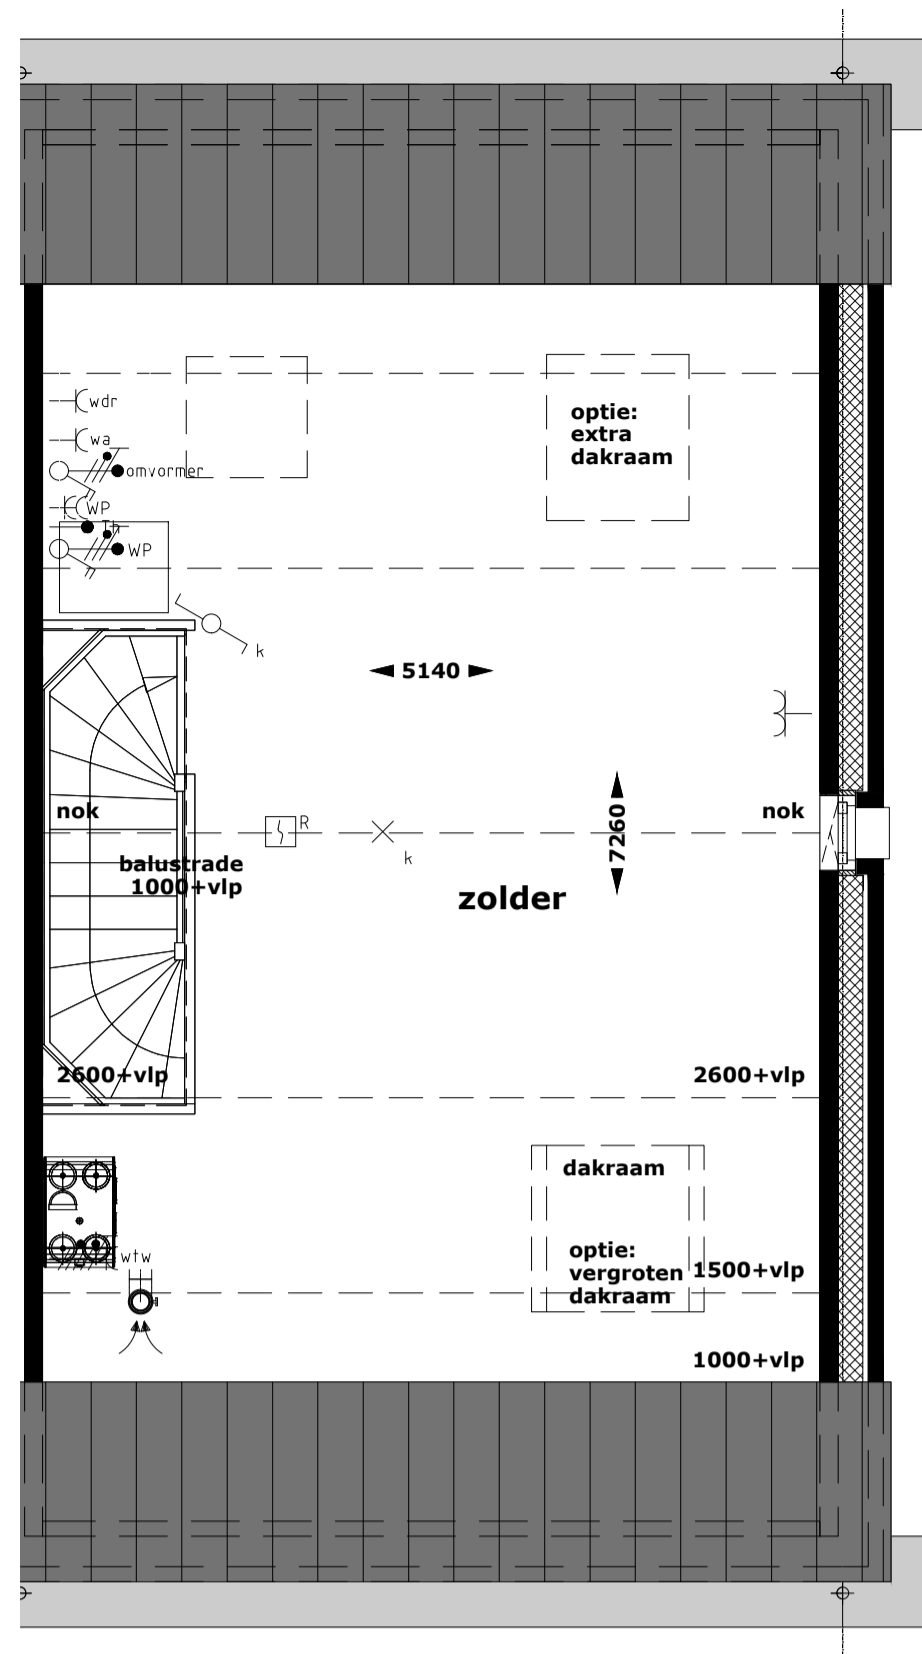 wdr
optie:
extra
dakraam
wa
omvormer
WP
Th
WP
k
5140
nok
nok
7260
R
k
balustrade
1000+vlp
zolder
2600+vlp
2600+vlp
dakraam
wtw
optie:
vergroten
dakraam
1500+vlp
1000+vlp